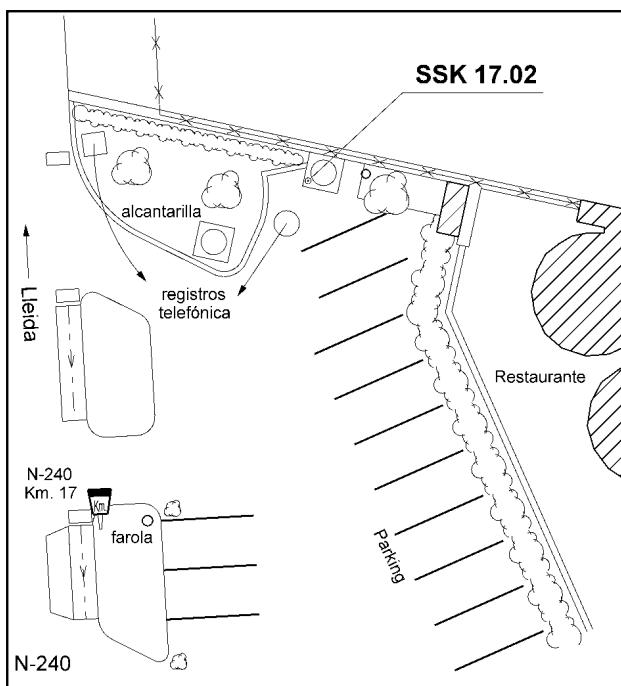 SSK 17.02
alcantarilla
registros
telefónica
Lleida
Restaurante
N-240
Km. 17
Km.
farola
Parking
N-240